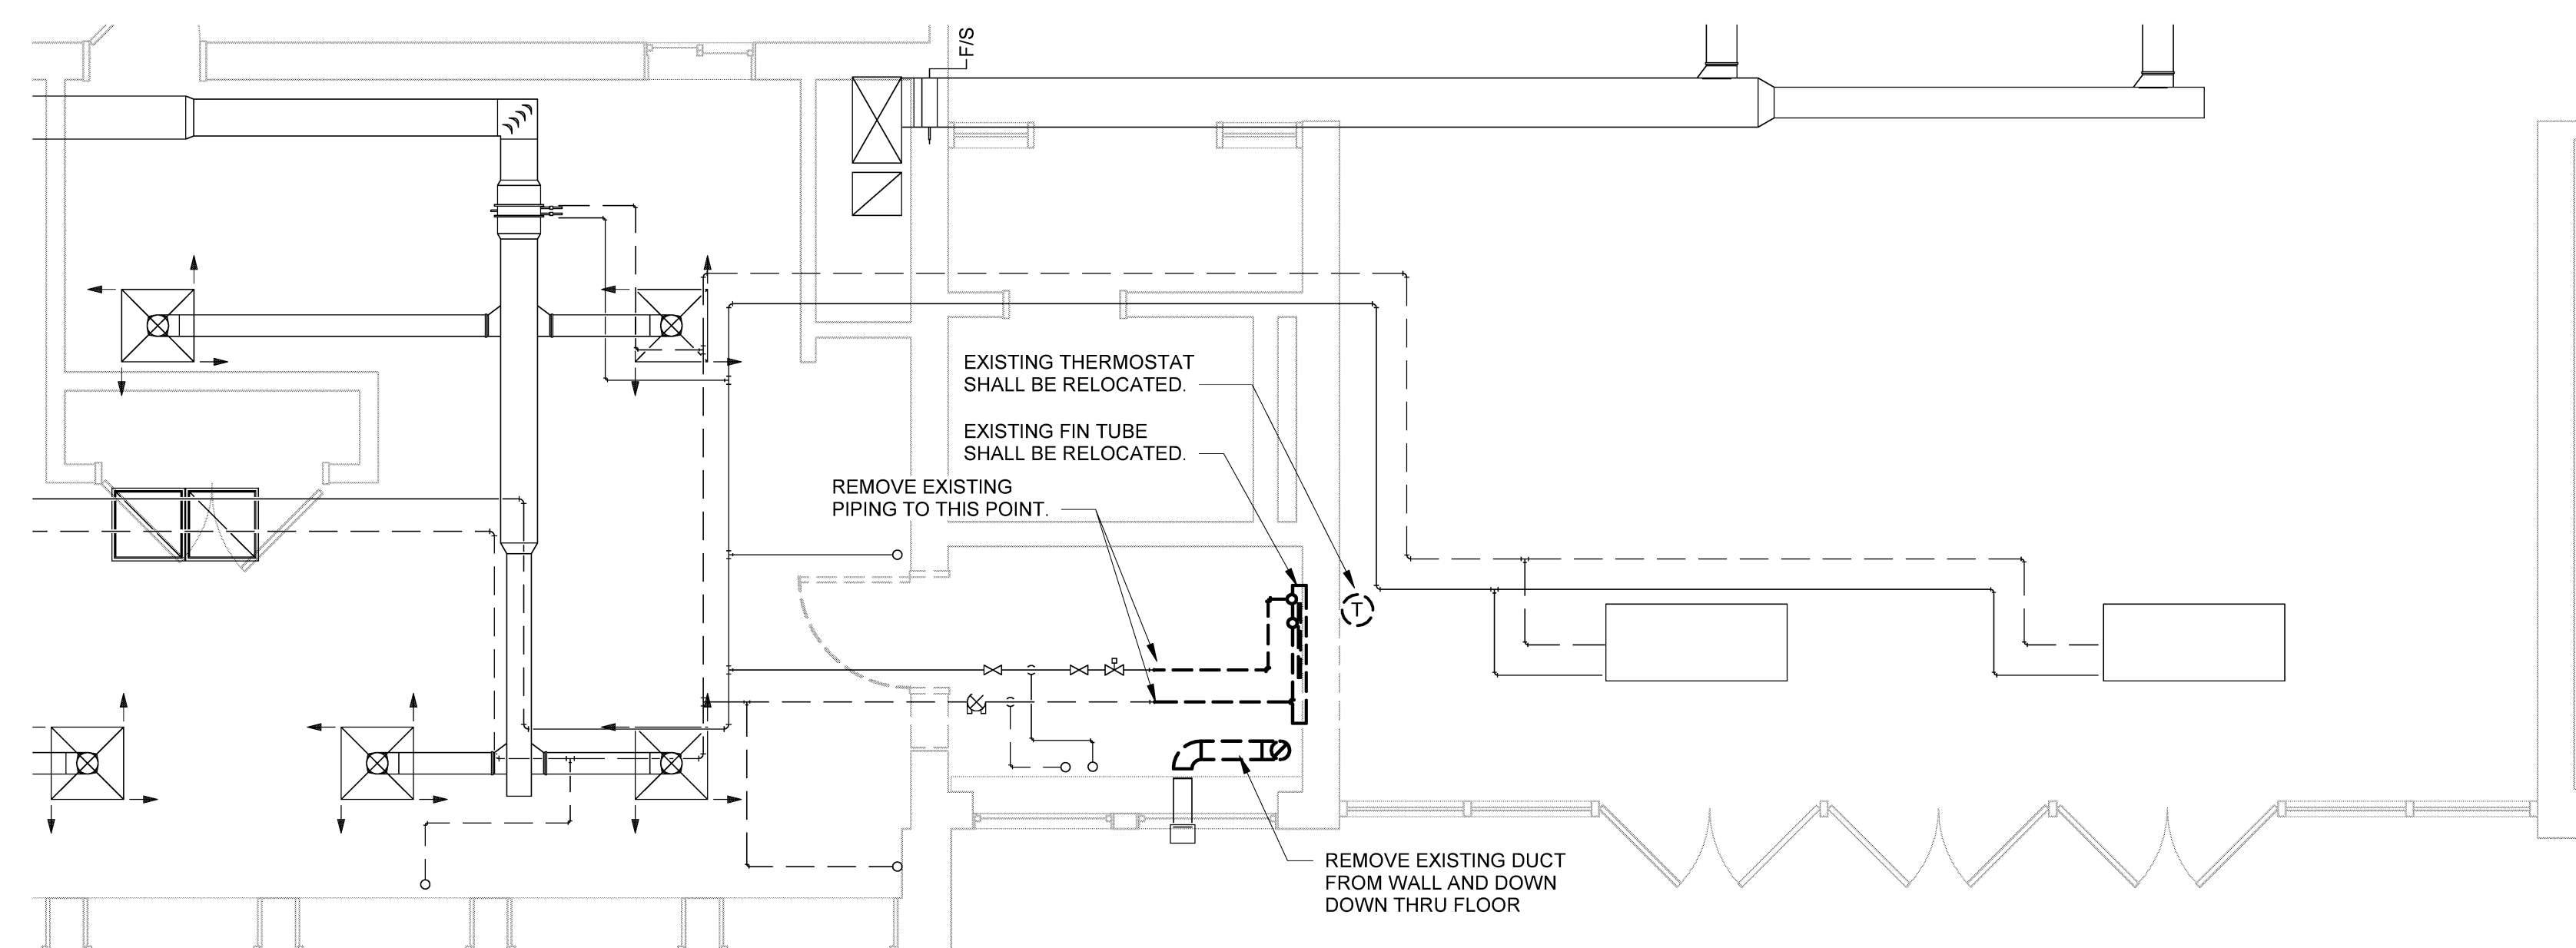 F/S
EXISTING THERMOSTAT
SHALL BE RELOCATED.
EXISTING FIN TUBE
SHALL BE RELOCATED.
REMOVE EXISTING
PIPING TO THIS POINT.
T
REMOVE EXISTING DUCT
FROM WALL AND DOWN
DOWN THRU FLOOR